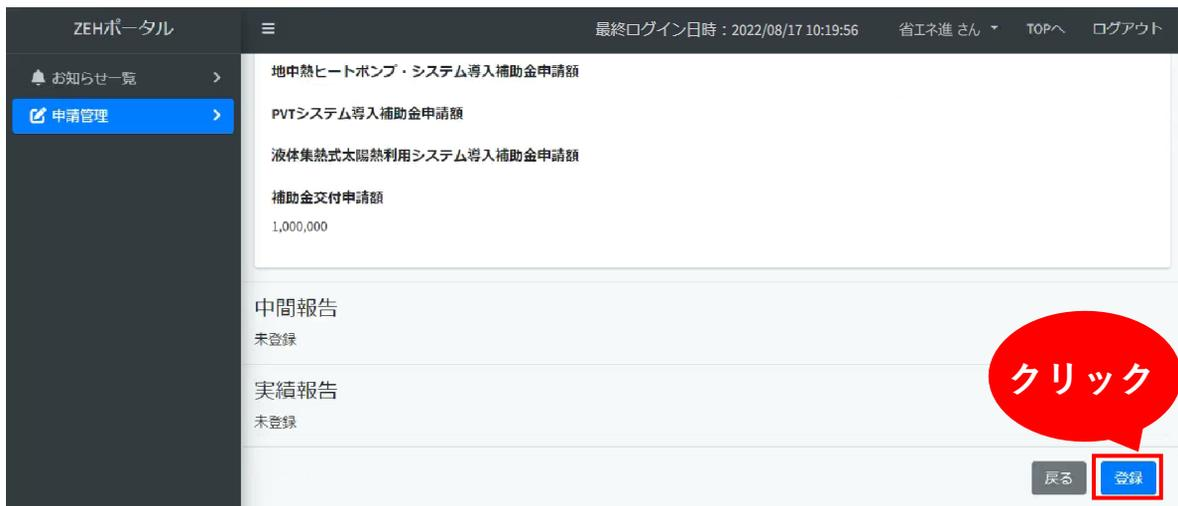 ZEHポータル
最終ログイン日時：2022/08/17 10:19:56 省エネ進 さん TOPへ ログアウト
お知らせ一覧
申請管理
地中熱ヒートポンプ・システム導入補助金申請額
PVTシステム導入補助金申請額
液体集熱式太陽熱利用システム導入補助金申請額
補助金交付申請額
1,000,000
中間報告
未登録
実績報告
未登録
クリック
戻る 登録